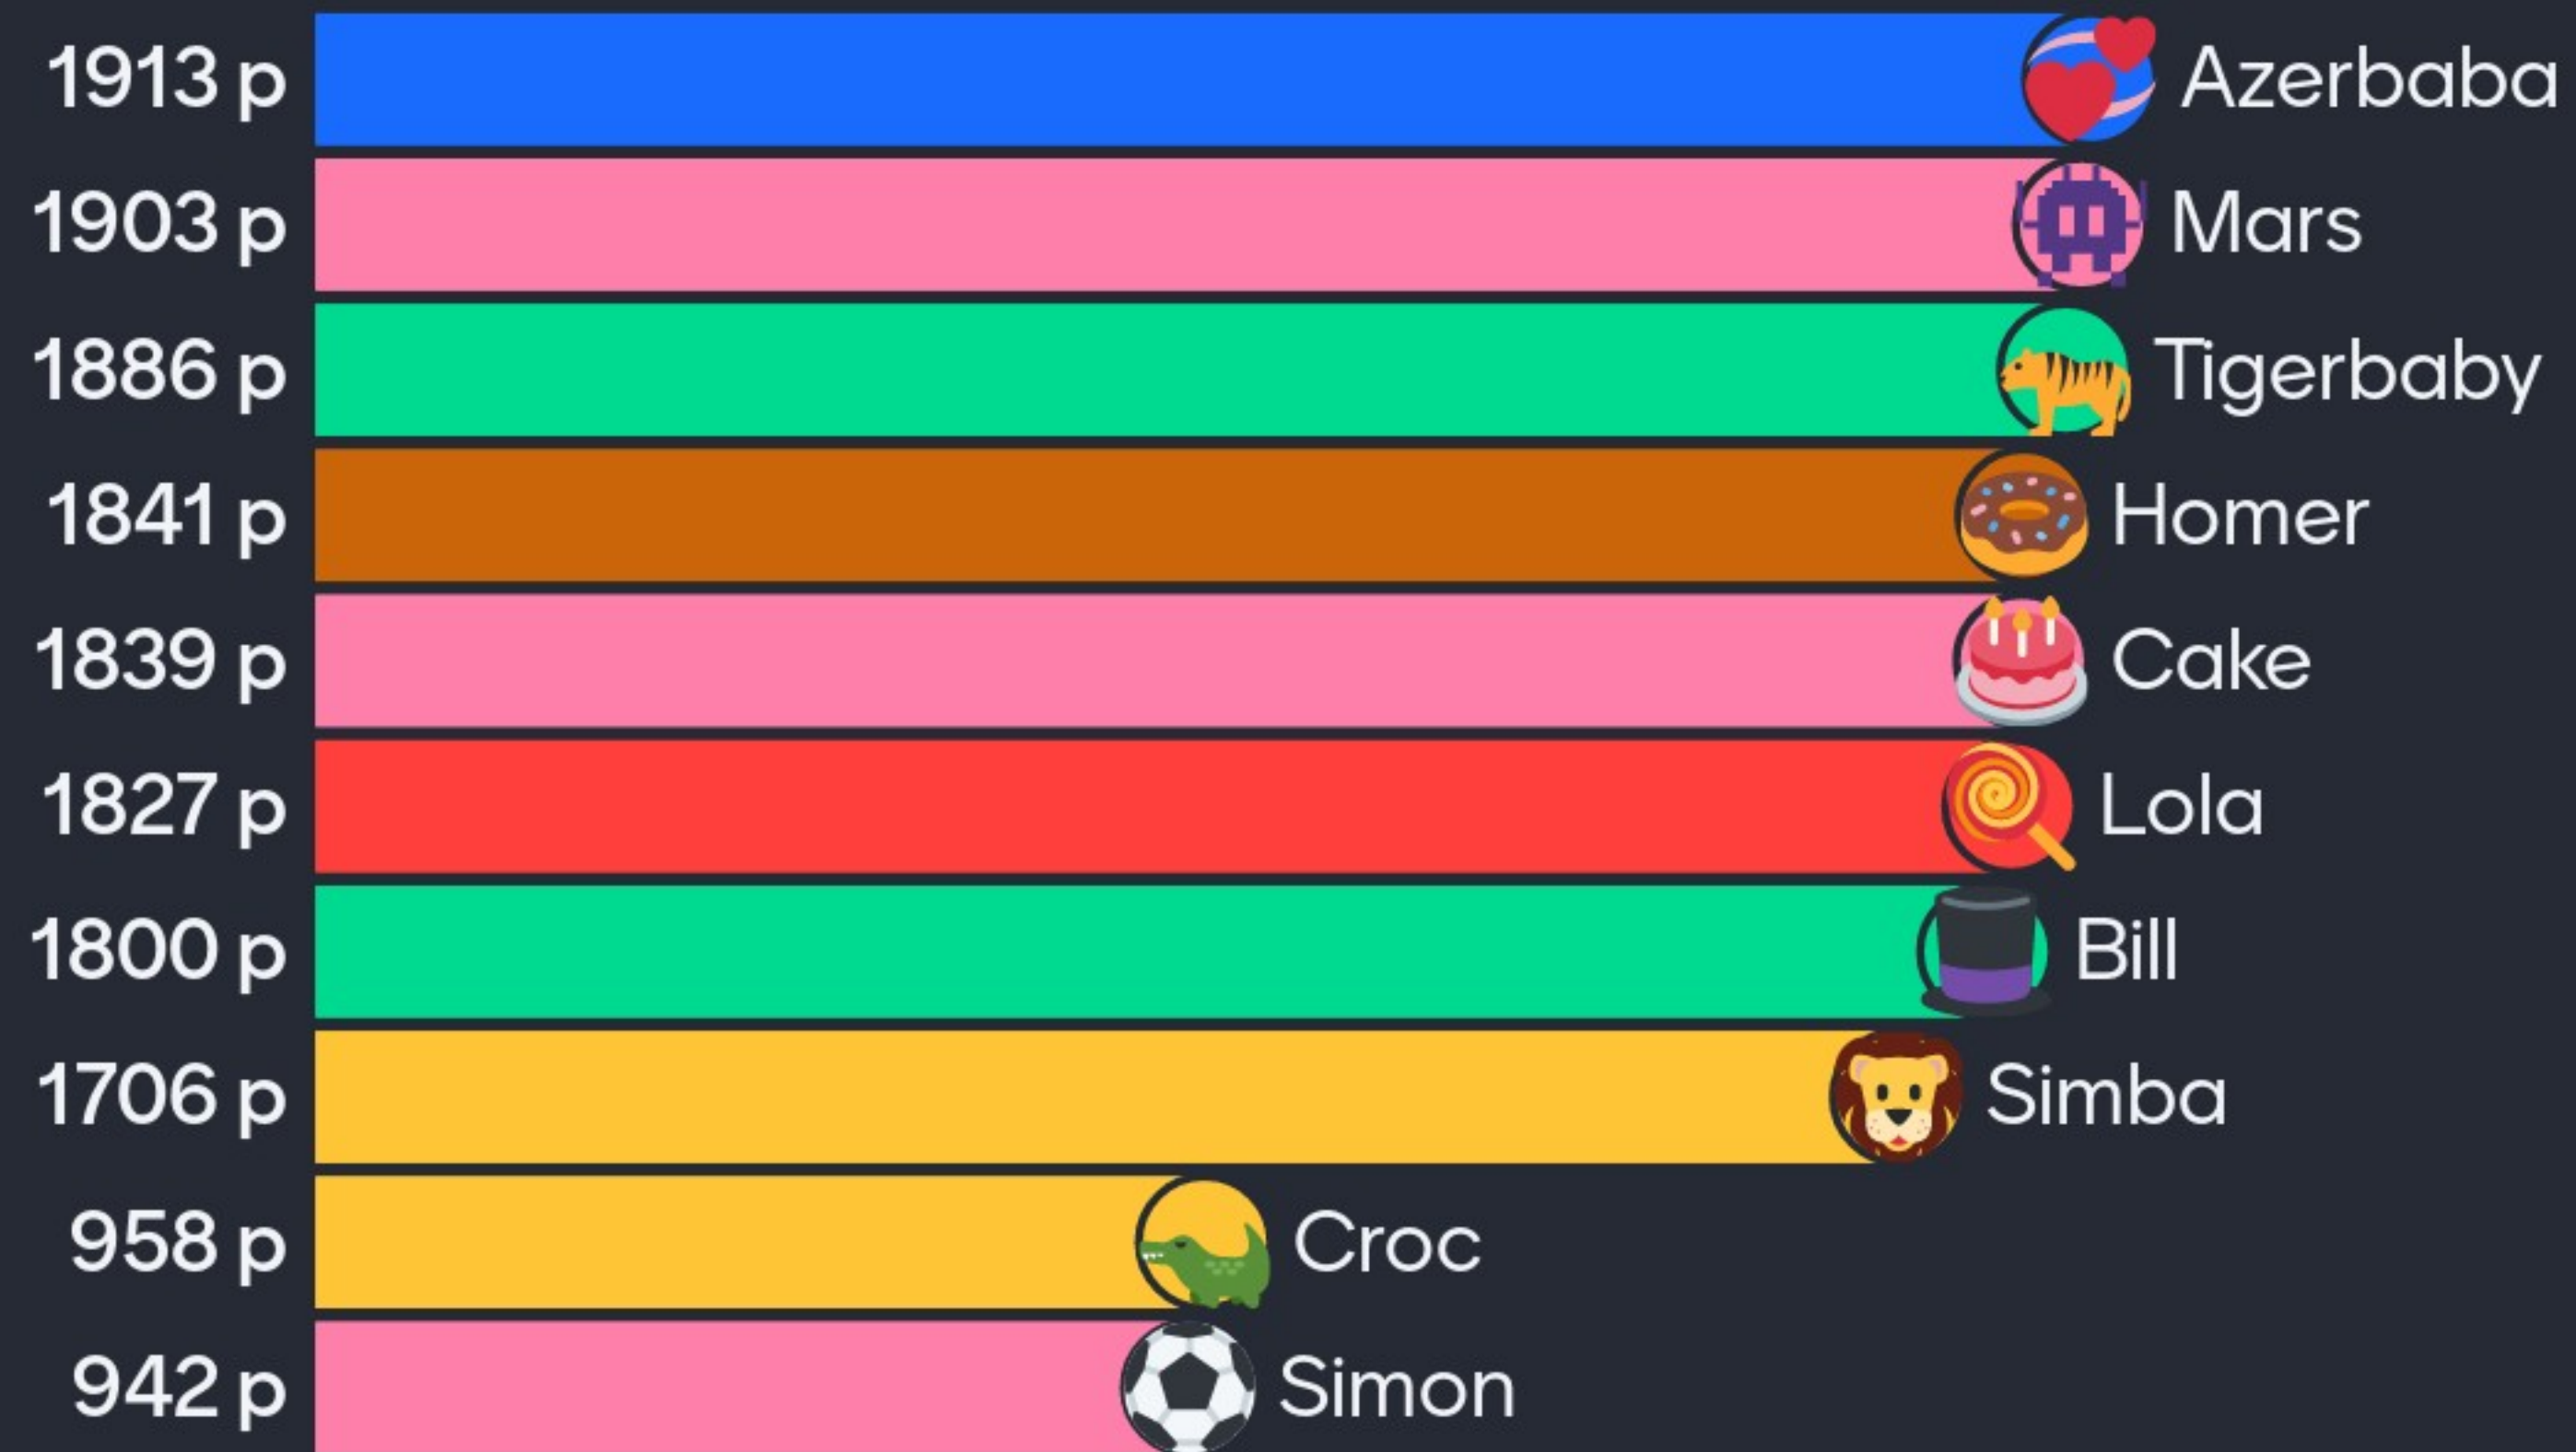 1913 p Azerbaba
1903 p Mars
1886 p Tigerbaby
1841 p Homer
1839 p Cake
1827 p Lola
1800 p Bill
1706 p Simba
958 p Croc
942 p Simon